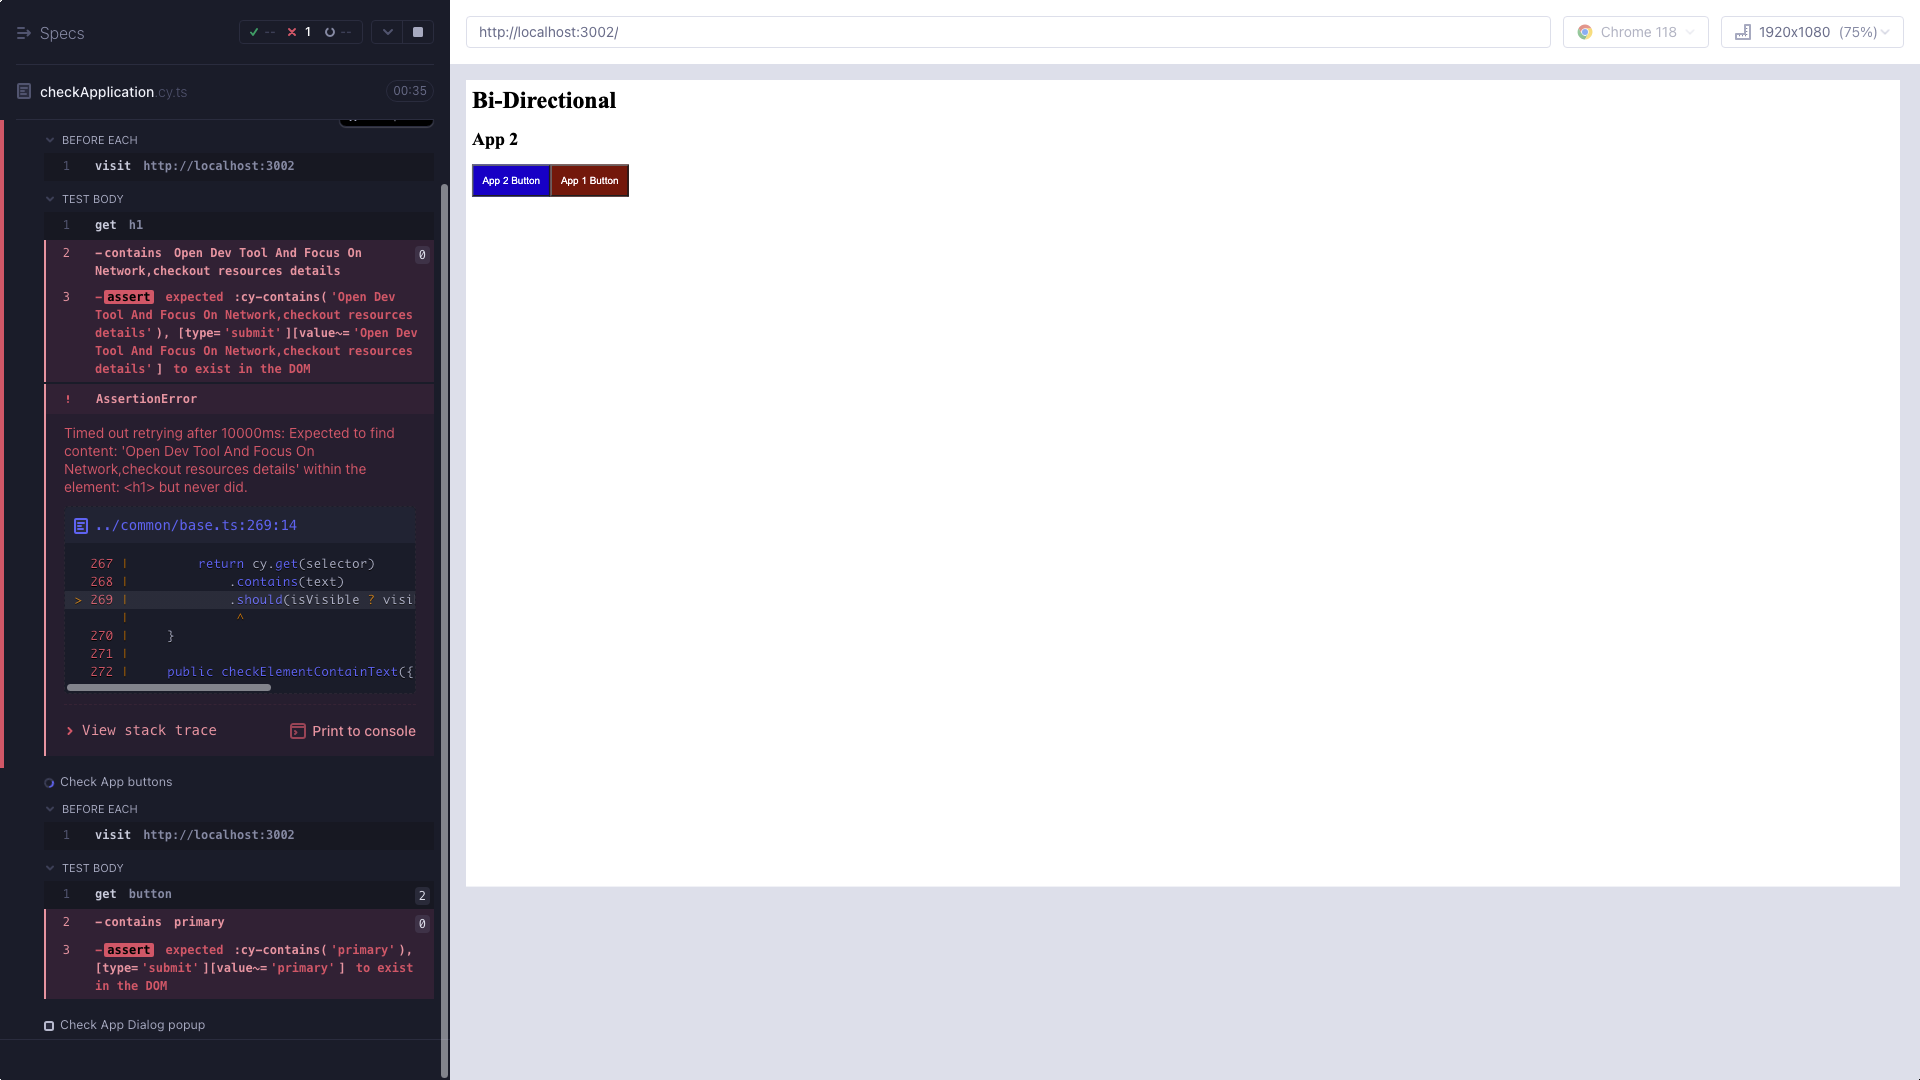 Specs
-- 1 --
checkApplication.cy.ts
00:35
BEFORE EACH
1 visit http://localhost:3002
TEST BODY
1 get h1
2 -contains Open Dev Tool And Focus On 0
Network,checkout resources details
3 -assert expected :cy-contains('Open Dev
Tool And Focus On Network,checkout resources
details'), [type='submit'][value~='Open Dev
Tool And Focus On Network,checkout resources
details'] to exist in the DOM
! AssertionError
Timed out retrying after 10000ms: Expected to find
content: 'Open Dev Tool And Focus On
Network,checkout resources details' within the
element: <h1> but never did.
../common/base.ts:269:14
267 | return cy.get(selector)
268 | .contains(text)
> 269 | .should(isVisible ? visi
| ^
270 | }
271 |
272 | public checkElementContainText({
> View stack trace
Print to console
Check App buttons
BEFORE EACH
1 visit http://localhost:3002
TEST BODY
1 get button 2
2 -contains primary 0
3 -assert expected :cy-contains('primary'),
[type='submit'][value~='primary'] to exist
in the DOM
Check App Dialog popup
http://localhost:3002/
Chrome 118
1920x1080 (75%)
Bi-Directional
App 2
App 2 Button
App 1 Button